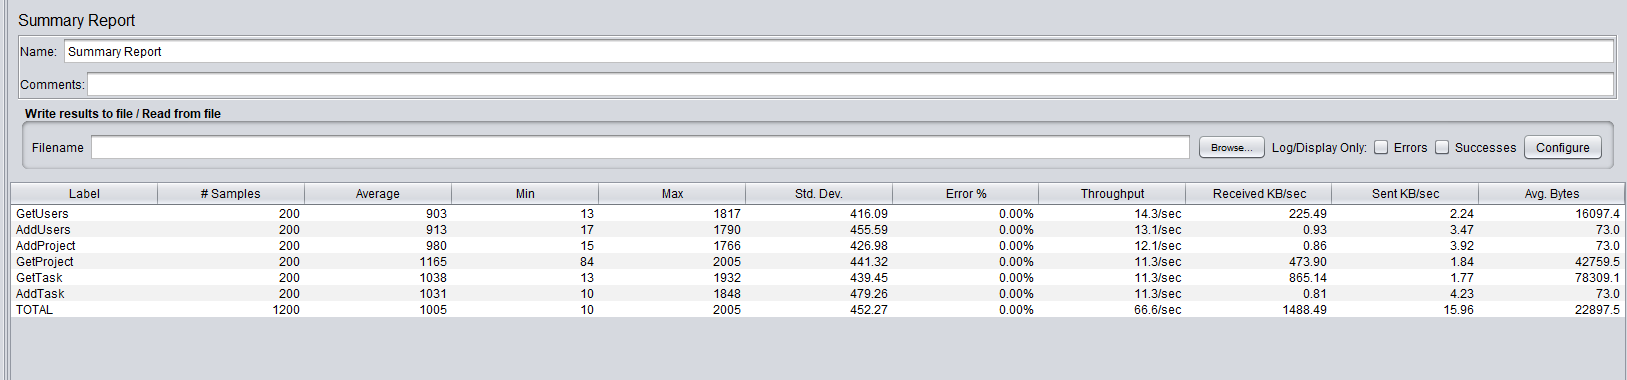 Summary Report
Name: Summary Report
Comments:
Write results to file / Read from file
Filename Browse... Log/Display Only: Errors Successes Configure
Label # Samples Average Min Max Std. Dev. Error % Throughput Received KB/sec Sent KB/sec Avg. Bytes
GetUsers 200 903 13 1817 416.09 0.00% 14.3/sec 225.49 2.24 16097.4
AddUsers 200 913 17 1790 455.59 0.00% 13.1/sec 0.93 3.47 73.0
AddProject 200 980 15 1766 426.98 0.00% 12.1/sec 0.86 3.92 73.0
GetProject 200 1165 84 2005 441.32 0.00% 11.3/sec 473.90 1.84 42759.5
GetTask 200 1038 13 1932 439.45 0.00% 11.3/sec 865.14 1.77 78309.1
AddTask 200 1031 10 1848 479.26 0.00% 11.3/sec 0.81 4.23 73.0
TOTAL 1200 1005 10 2005 452.27 0.00% 66.6/sec 1488.49 15.96 22897.5